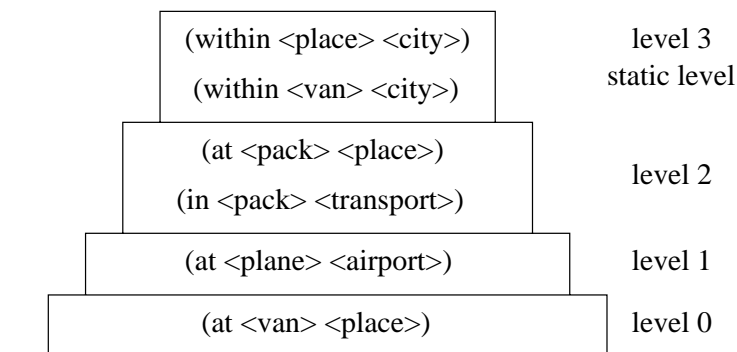 (within <place> <city>) level 3
(within <van> <city>) static level
(at <pack> <place>)
(in <pack> <transport>) level 2
(at <plane> <airport>) level 1
(at <van> <place>) level 0